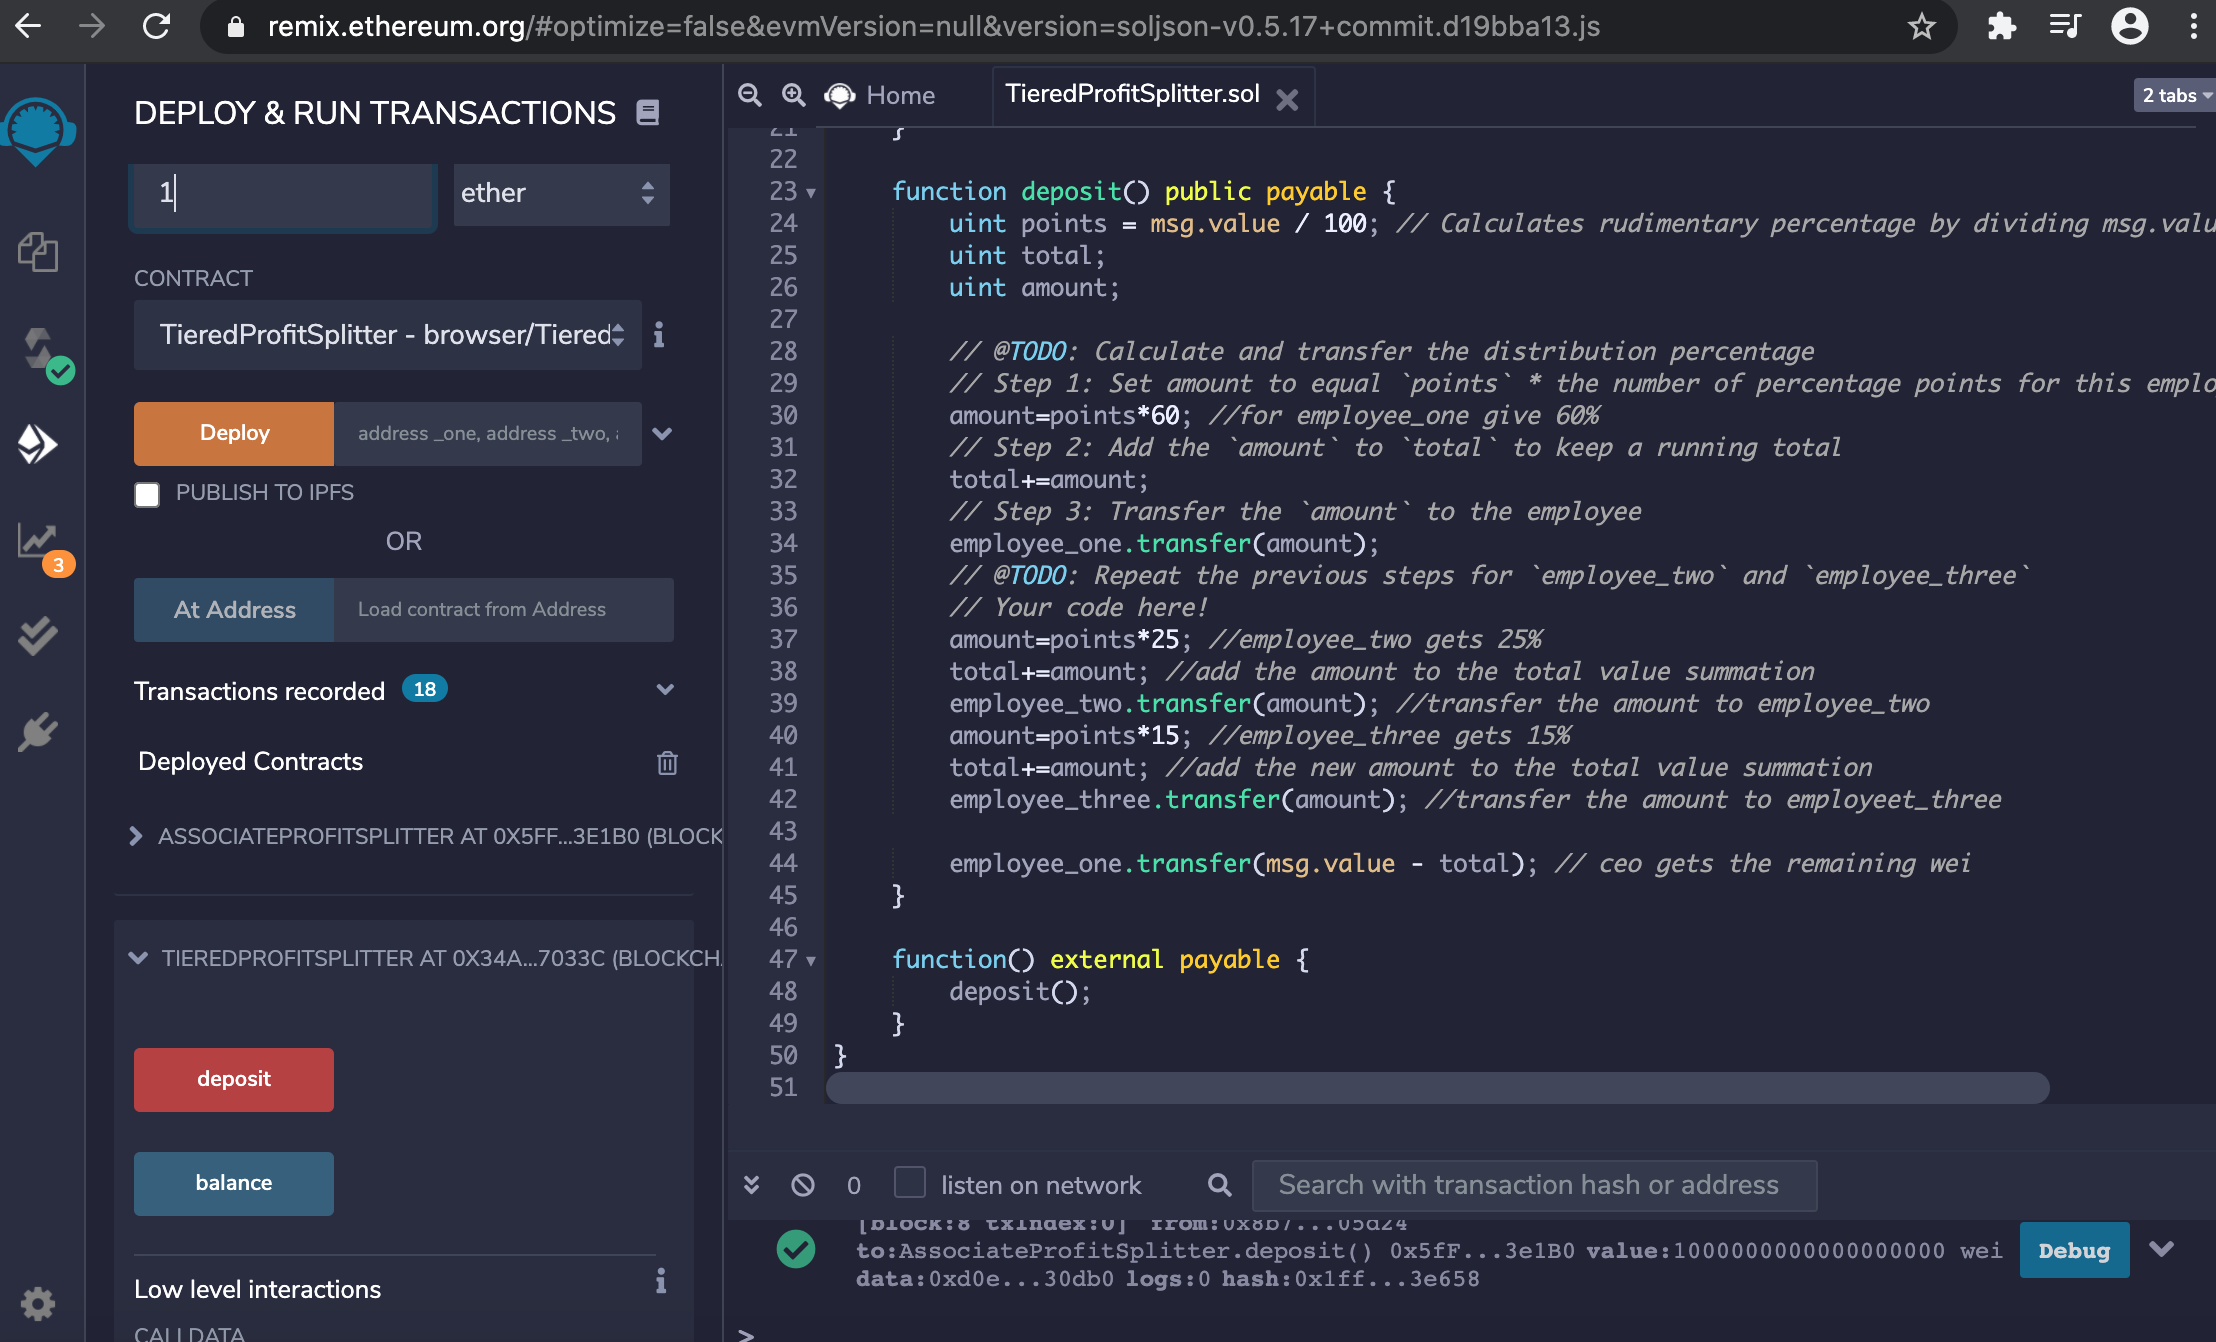 remix.ethereum.org/#optimize=false&evmVersion=null&version=soljson-v0.5.17+commit.d19bba13.js
DEPLOY & RUN TRANSACTIONS
1
ether
CONTRACT
TieredProfitSplitter - browser/Tiered
Deploy
address _one, address _two, a
PUBLISH TO IPFS
OR
At Address
Load contract from Address
3
Transactions recorded 18
Deployed Contracts
ASSOCIATEPROFITSPLITTER AT 0X5FF...3E1B0 (BLOCK
TIEREDPROFITSPLITTER AT 0X34A...7033C (BLOCKCHA
deposit
balance
Low level interactions
CALLDATA
Home
TieredProfitSplitter.sol
2 tabs
21 }
22
23 function deposit() public payable {
24 uint points = msg.value / 100; // Calculates rudimentary percentage by dividing msg.valu
25 uint total;
26 uint amount;
27
28 // @TODO: Calculate and transfer the distribution percentage
29 // Step 1: Set amount to equal `points` * the number of percentage points for this emplo
30 amount=points*60; //for employee_one give 60%
31 // Step 2: Add the `amount` to `total` to keep a running total
32 total+=amount;
33 // Step 3: Transfer the `amount` to the employee
34 employee_one.transfer(amount);
35 // @TODO: Repeat the previous steps for `employee_two` and `employee_three`
36 // Your code here!
37 amount=points*25; //employee_two gets 25%
38 total+=amount; //add the amount to the total value summation
39 employee_two.transfer(amount); //transfer the amount to employee_two
40 amount=points*15; //employee_three gets 15%
41 total+=amount; //add the new amount to the total value summation
42 employee_three.transfer(amount); //transfer the amount to employeet_three
43
44 employee_one.transfer(msg.value - total); // ceo gets the remaining wei
45 }
46
47 function() external payable {
48 deposit();
49 }
50 }
51
0
listen on network
Search with transaction hash or address
[block:8 txIndex:0] from:0x8b7...05d24
to:AssociateProfitSplitter.deposit() 0x5fF...3e1B0 value:1000000000000000000 wei
data:0xd0e...30db0 logs:0 hash:0x1ff...3e658
Debug
>